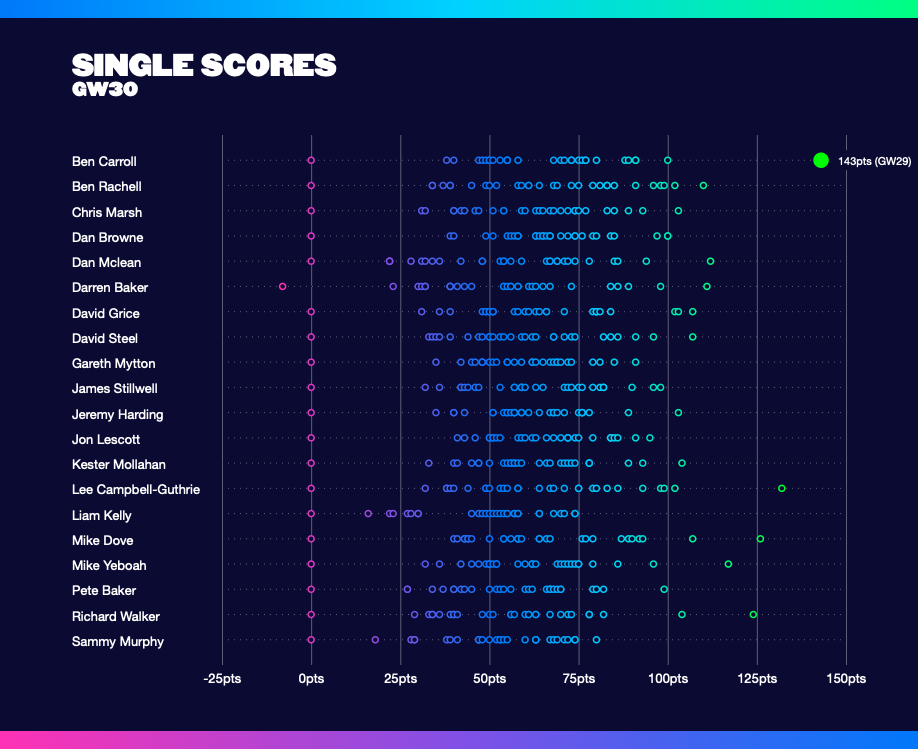 SINGLE SCORES
GW30
Ben Carroll
143pts (GW29)
Ben Rachell
Chris Marsh
Dan Browne
Dan Mclean
Darren Baker
David Grice
David Steel
Gareth Mytton
James Stillwell
Jeremy Harding
Jon Lescott
Kester Mollahan
Lee Campbell-Guthrie
Liam Kelly
Mike Dove
Mike Yeboah
Pete Baker
Richard Walker
Sammy Murphy
-25pts 0pts 25pts 50pts 75pts 100pts 125pts 150pts